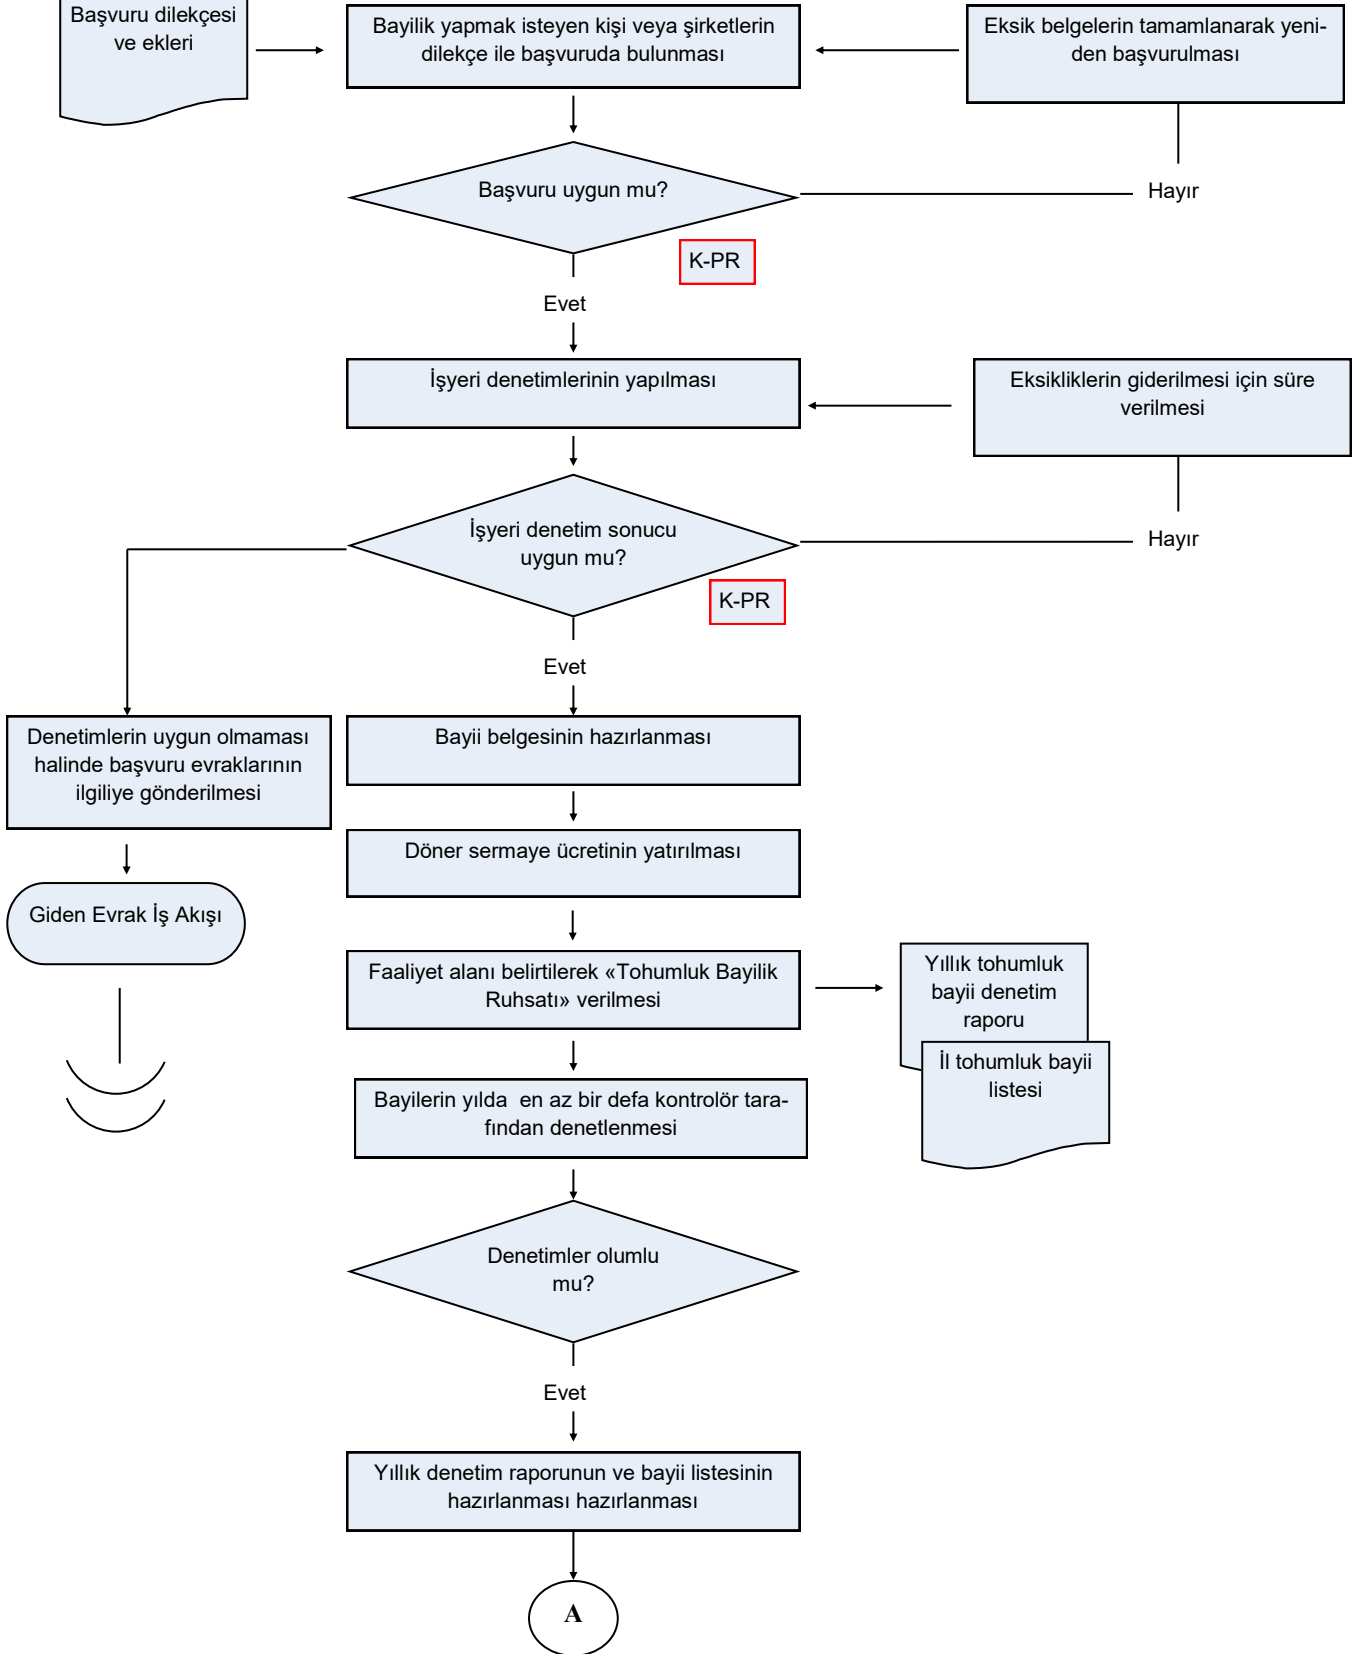 Başvuru dilekçesi
ve ekleri
Bayilik yapmak isteyen kişi veya şirketlerin
dilekçe ile başvuruda bulunması
Eksik belgelerin tamamlanarak yeni-
den başvurulması
Başvuru uygun mu?
Hayır
K-PR
Evet
İşyeri denetimlerinin yapılması
Eksikliklerin giderilmesi için süre
verilmesi
İşyeri denetim sonucu
uygun mu?
Hayır
K-PR
Evet
Denetimlerin uygun olmaması
halinde başvuru evraklarının
ilgiliye gönderilmesi
Bayii belgesinin hazırlanması
Döner sermaye ücretinin yatırılması
Giden Evrak İş Akışı
Faaliyet alanı belirtilerek «Tohumluk Bayilik
Ruhsatı» verilmesi
Yıllık tohumluk
bayii denetim
raporu
İl tohumluk bayii
listesi
Bayilerin yılda  en az bir defa kontrolör tara-
fından denetlenmesi
Denetimler olumlu
mu?
Evet
Yıllık denetim raporunun ve bayii listesinin
hazırlanması hazırlanması
A